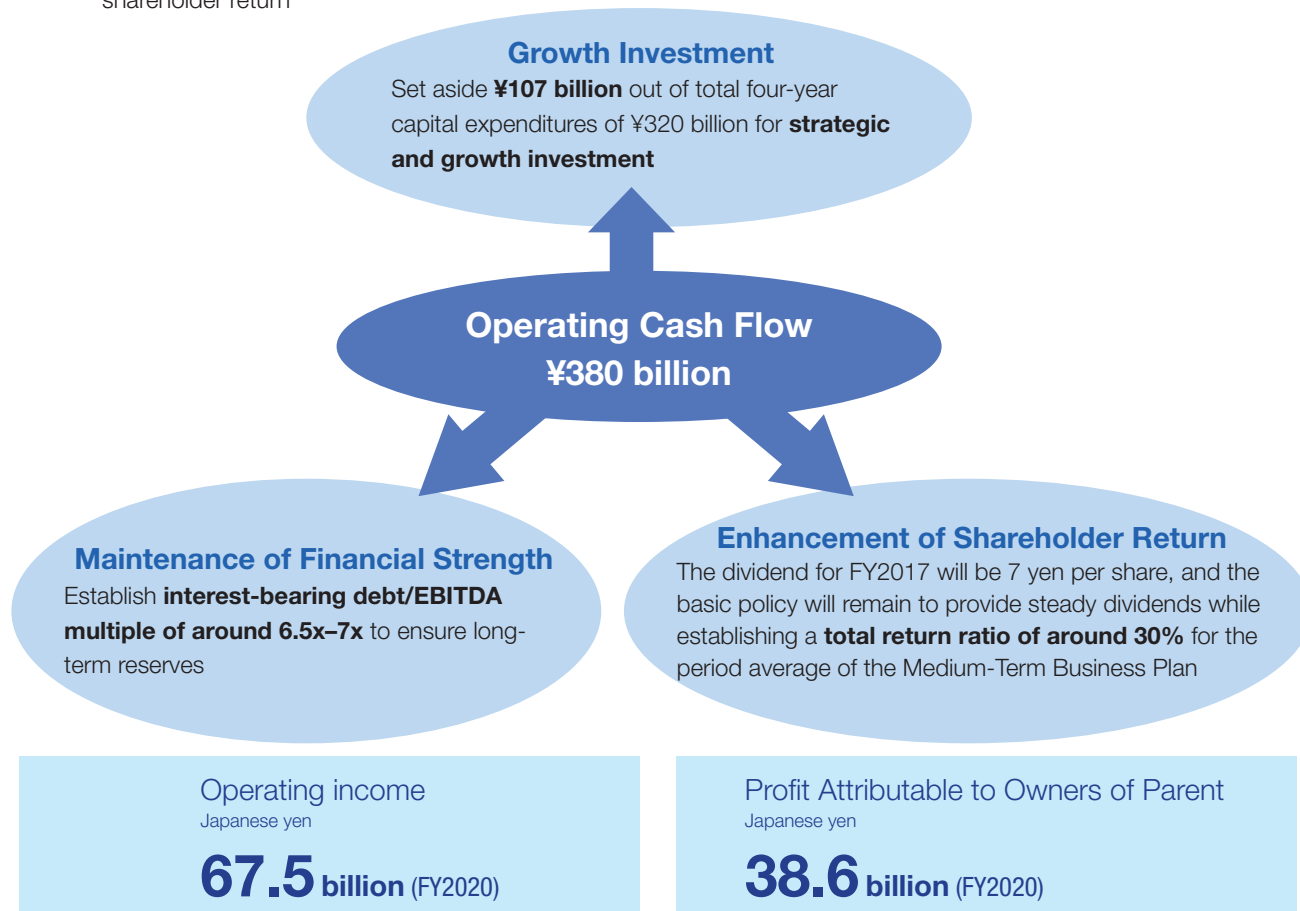 shareholder return
Growth Investment
Set aside ¥107 billion out of total four-year
capital expenditures of ¥320 billion for strategic
and growth investment
Operating Cash Flow
¥380 billion
Maintenance of Financial Strength
Establish interest-bearing debt/EBITDA
multiple of around 6.5x–7x to ensure long-
term reserves
Enhancement of Shareholder Return
The dividend for FY2017 will be 7 yen per share, and the
basic policy will remain to provide steady dividends while
establishing a total return ratio of around 30% for the
period average of the Medium-Term Business Plan
Operating income
Japanese yen
67.5 billion (FY2020)
Profit Attributable to Owners of Parent
Japanese yen
38.6 billion (FY2020)